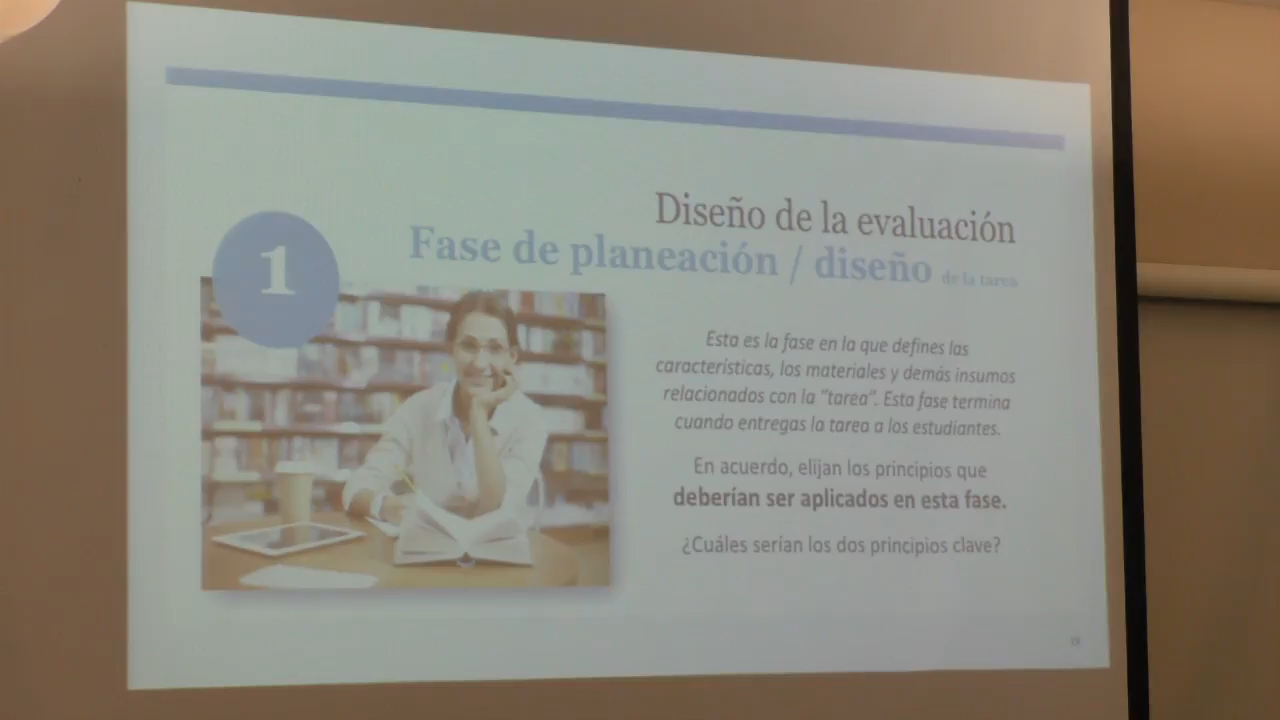 Diseño de la evaluación
1
Fase de planeación / diseño de la tarea
Esta es la fase en la que defines las
características, los materiales y demás insumos
relacionados con la "tarea". Esta fase termina
cuando entregas la tarea a los estudiantes.
En acuerdo, elijan los principios que
deberían ser aplicados en esta fase.
¿Cuáles serían los dos principios clave?